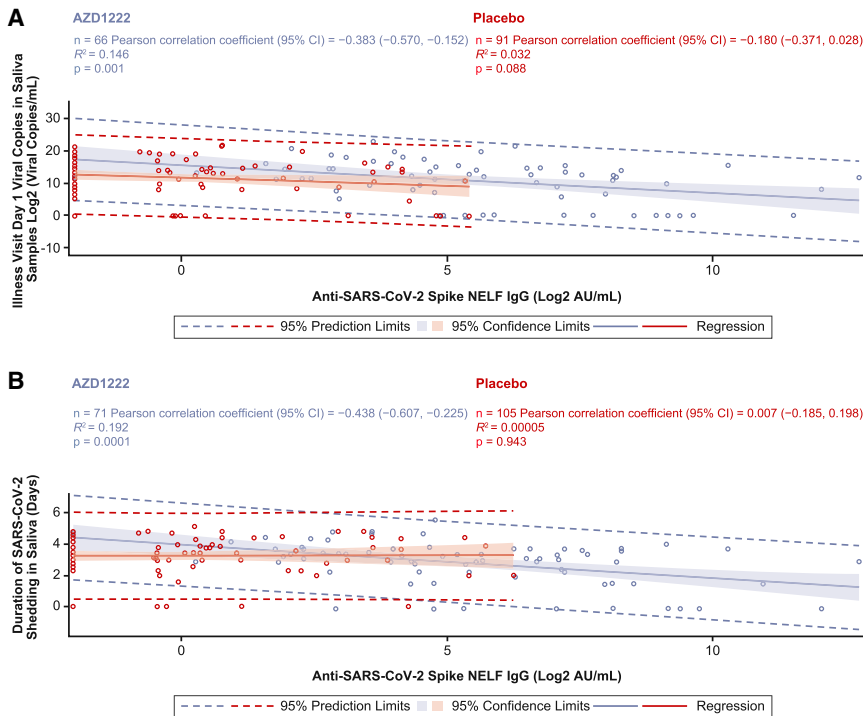 A
AZD1222
Placebo
n = 66 Pearson correlation coefficient (95% CI) = −0.383 (−0.570, −0.152)
R² = 0.146
p = 0.001
n = 91 Pearson correlation coefficient (95% CI) = −0.180 (−0.371, 0.028)
R² = 0.032
p = 0.088
Illness Visit Day 1 Viral Copies in Saliva
Samples Log2 (Viral Copies/mL)
30
20
10
0
-10
0
5
10
Anti-SARS-CoV-2 Spike NELF IgG (Log2 AU/mL)
95% Prediction Limits
95% Confidence Limits
Regression
B
AZD1222
Placebo
n = 71 Pearson correlation coefficient (95% CI) = −0.438 (−0.607, −0.225)
R² = 0.192
p = 0.0001
n = 105 Pearson correlation coefficient (95% CI) = 0.007 (−0.185, 0.198)
R² = 0.00005
p = 0.943
Duration of SARS-CoV-2
Shedding in Saliva (Days)
6
4
2
0
0
5
10
Anti-SARS-CoV-2 Spike NELF IgG (Log2 AU/mL)
95% Prediction Limits
95% Confidence Limits
Regression